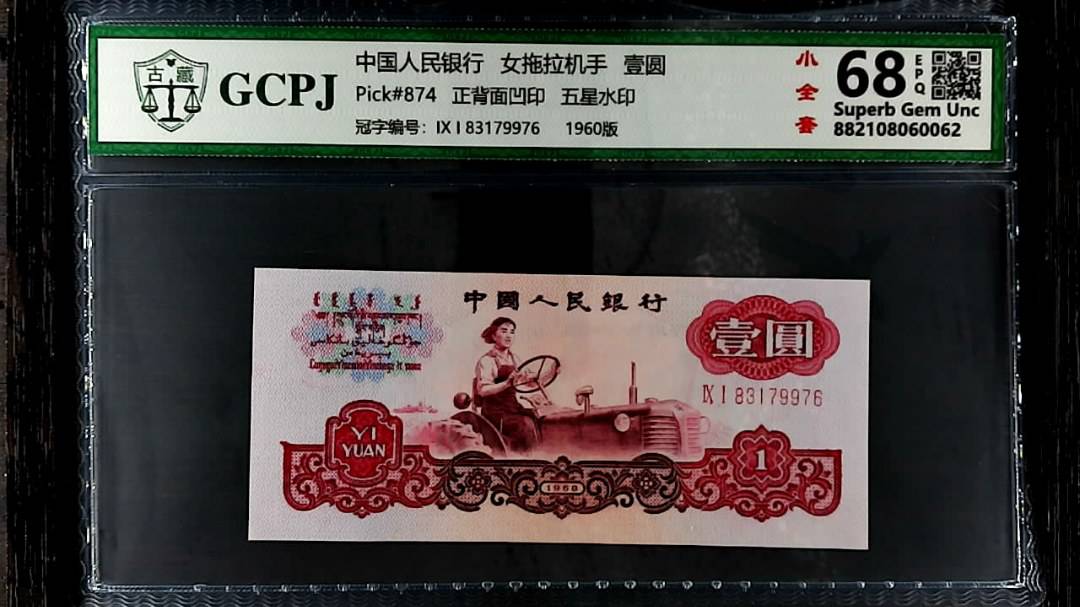 古藏
GCPJ
中国人民银行 女拖拉机手 壹圆
Pick#874 正背面凹印 五星水印
冠字编号: IX I 83179976 1960版
小全套
68
EPQ
Superb Gem Unc
882108060062
中國人民銀行
壹圓
IX I 83179976
YI
YUAN
1
1960